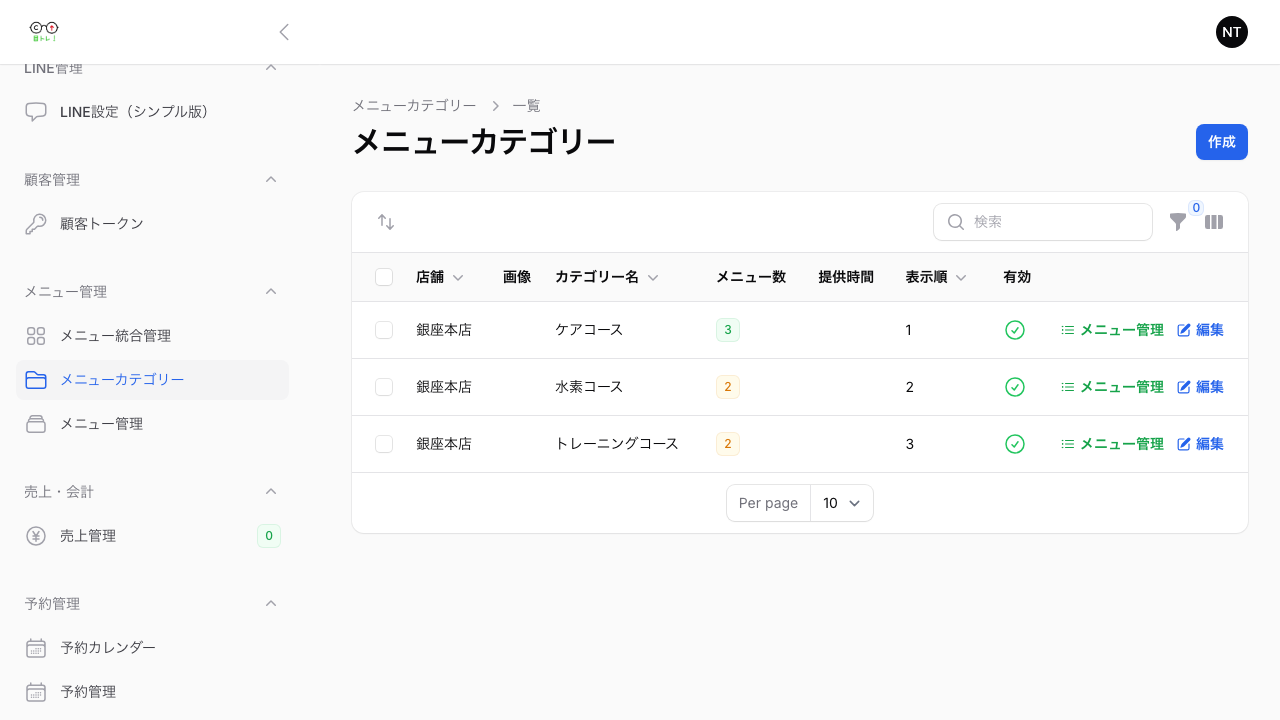 目トレ！
NT
LINE管理
LINE設定（シンプル版）
顧客管理
顧客トークン
メニュー管理
メニュー統合管理
メニューカテゴリー
メニュー管理
売上・会計
売上管理 0
予約管理
予約カレンダー
予約管理
メニューカテゴリー 一覧
メニューカテゴリー
作成
検索 0
店舗 画像 カテゴリー名 メニュー数 提供時間 表示順 有効
銀座本店 ケアコース 3 1 メニュー管理 編集
銀座本店 水素コース 2 2 メニュー管理 編集
銀座本店 トレーニングコース 2 3 メニュー管理 編集
Per page 10